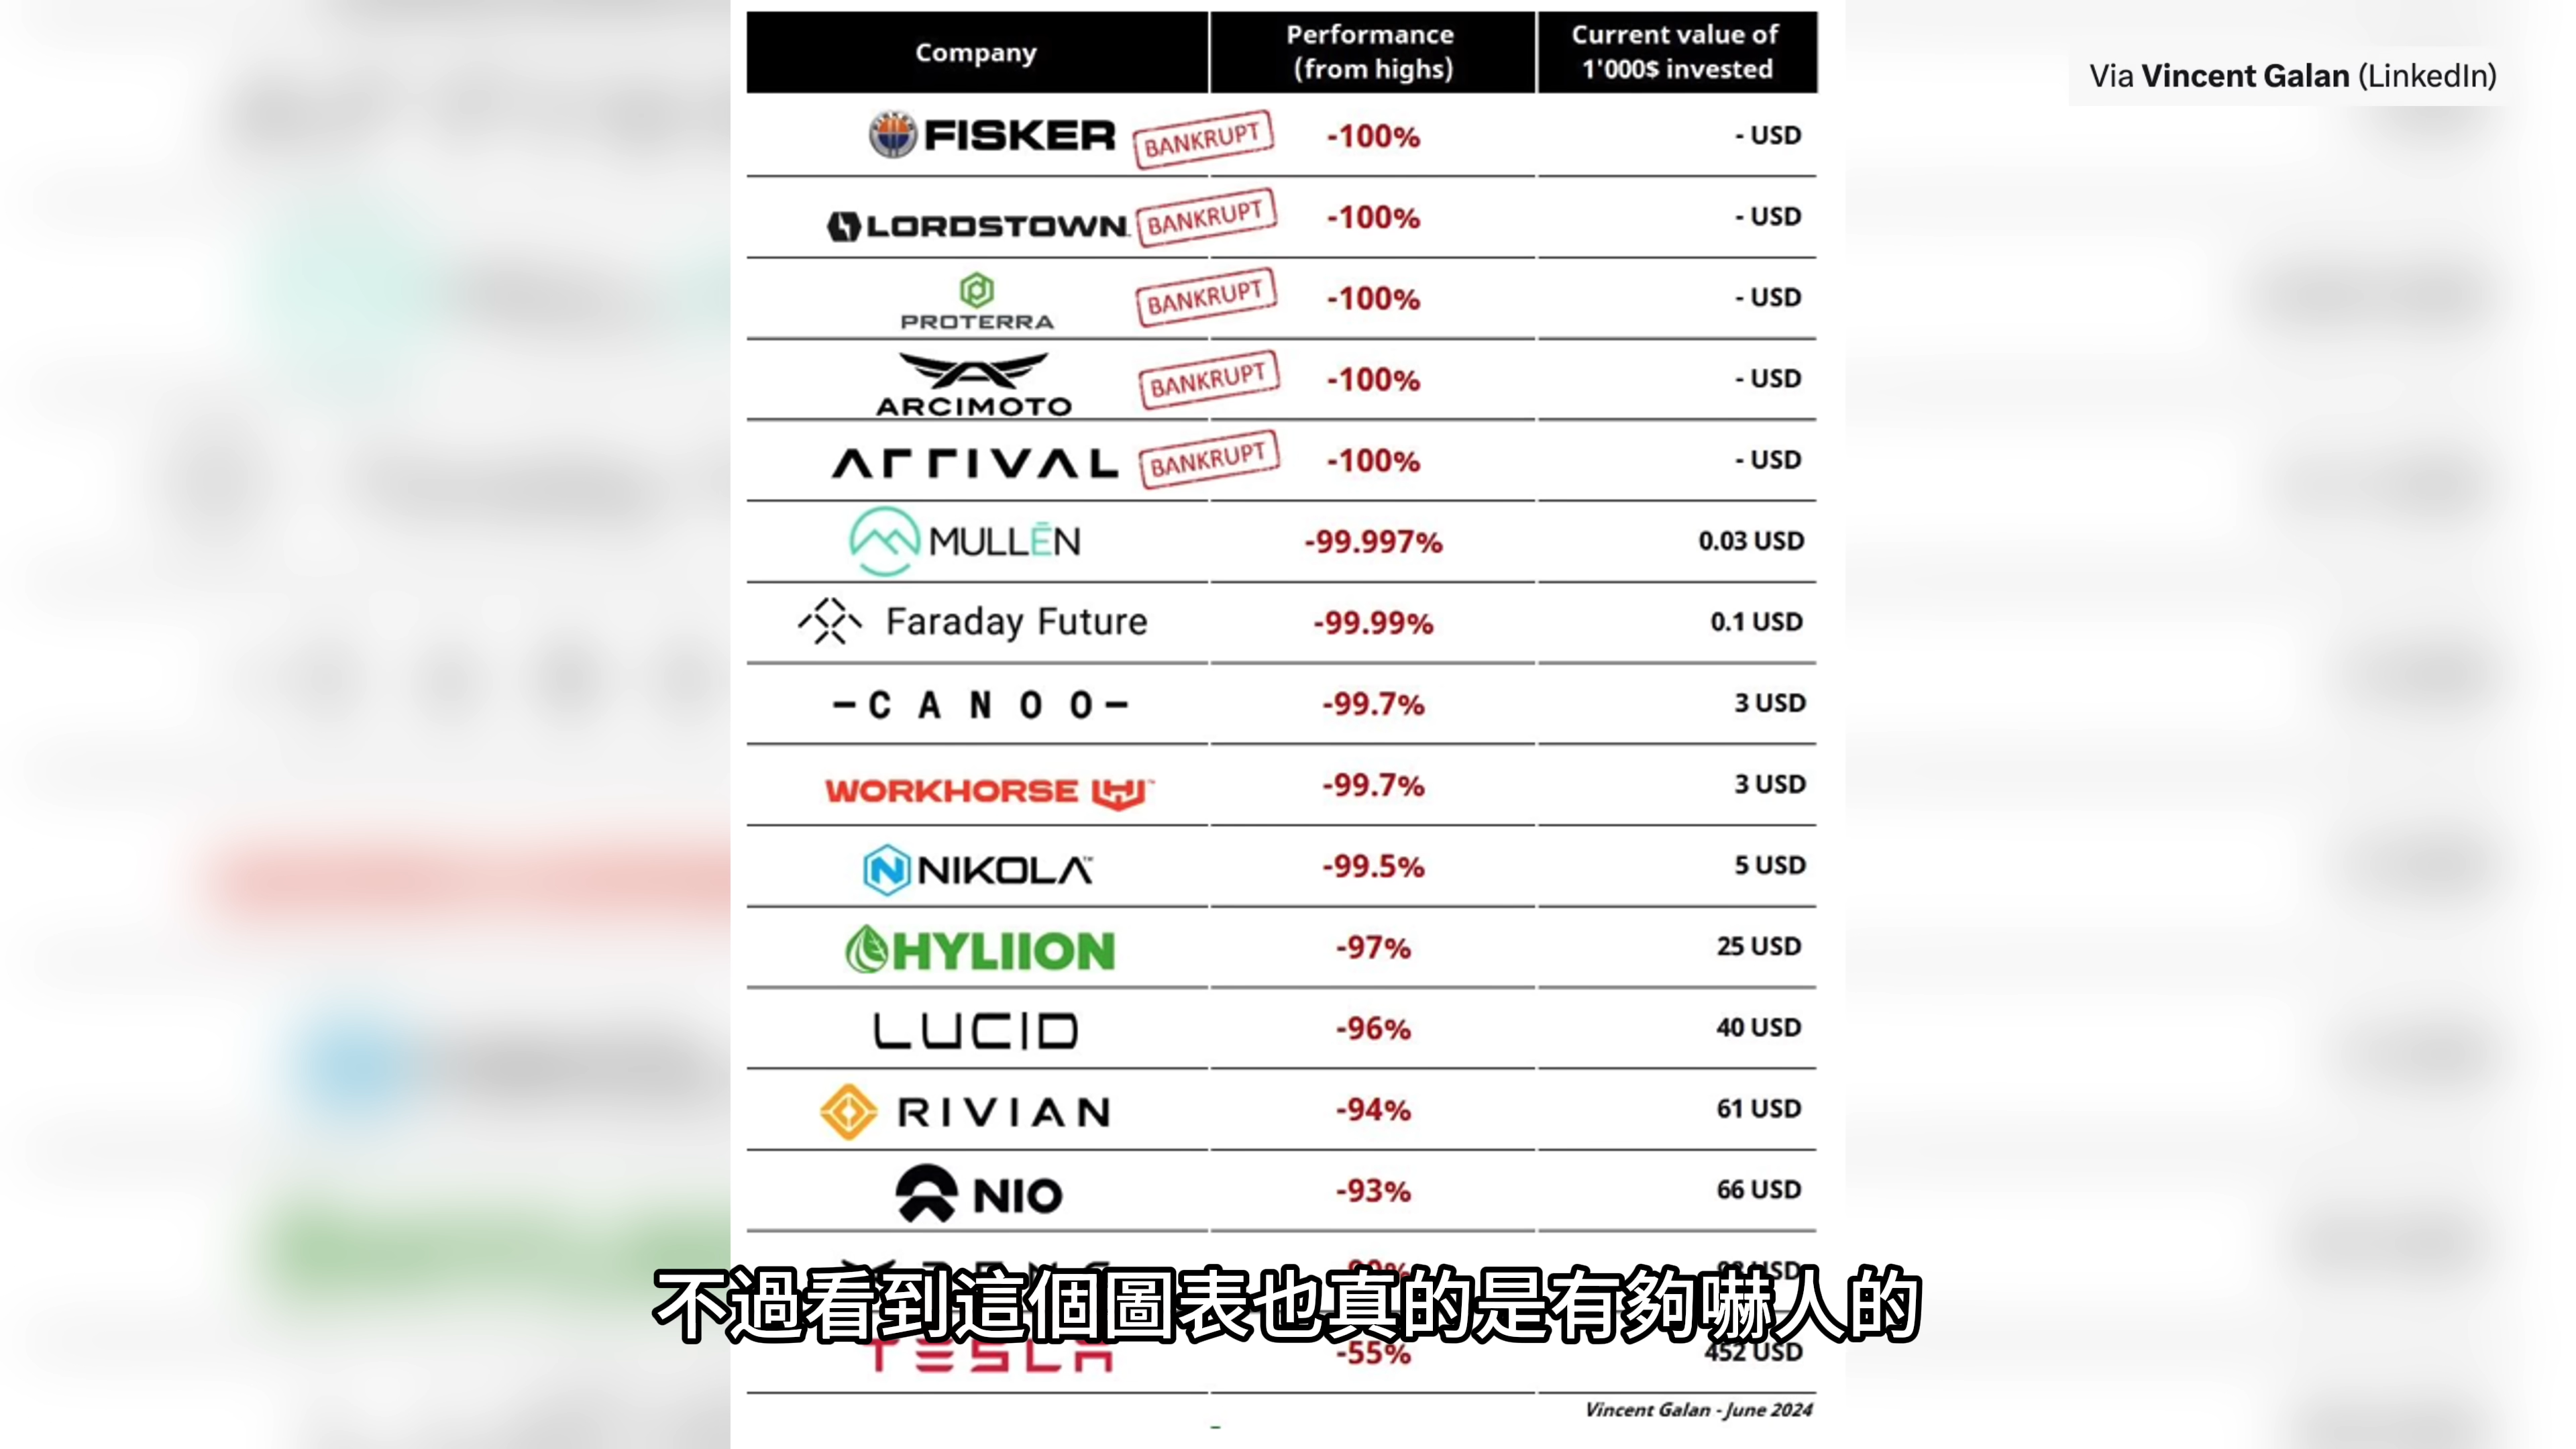 Company Performance (from highs) Current value of 1'000$ invested
Via Vincent Galan (LinkedIn)
FISKER BANKRUPT -100% - USD
LORDSTOWN BANKRUPT -100% - USD
PROTERRA BANKRUPT -100% - USD
ARCIMOTO BANKRUPT -100% - USD
ARRIVAL BANKRUPT -100% - USD
MULLĒN -99.997% 0.03 USD
Faraday Future -99.99% 0.1 USD
CANOO -99.7% 3 USD
WORKHORSE -99.7% 3 USD
NIKOLA™ -99.5% 5 USD
HYLIION -97% 25 USD
LUCID -96% 40 USD
RIVIAN -94% 61 USD
NIO -93% 66 USD
不過看到這個圖表也真的是有夠嚇人的
TESLA -55% 452 USD
Vincent Galan - June 2024